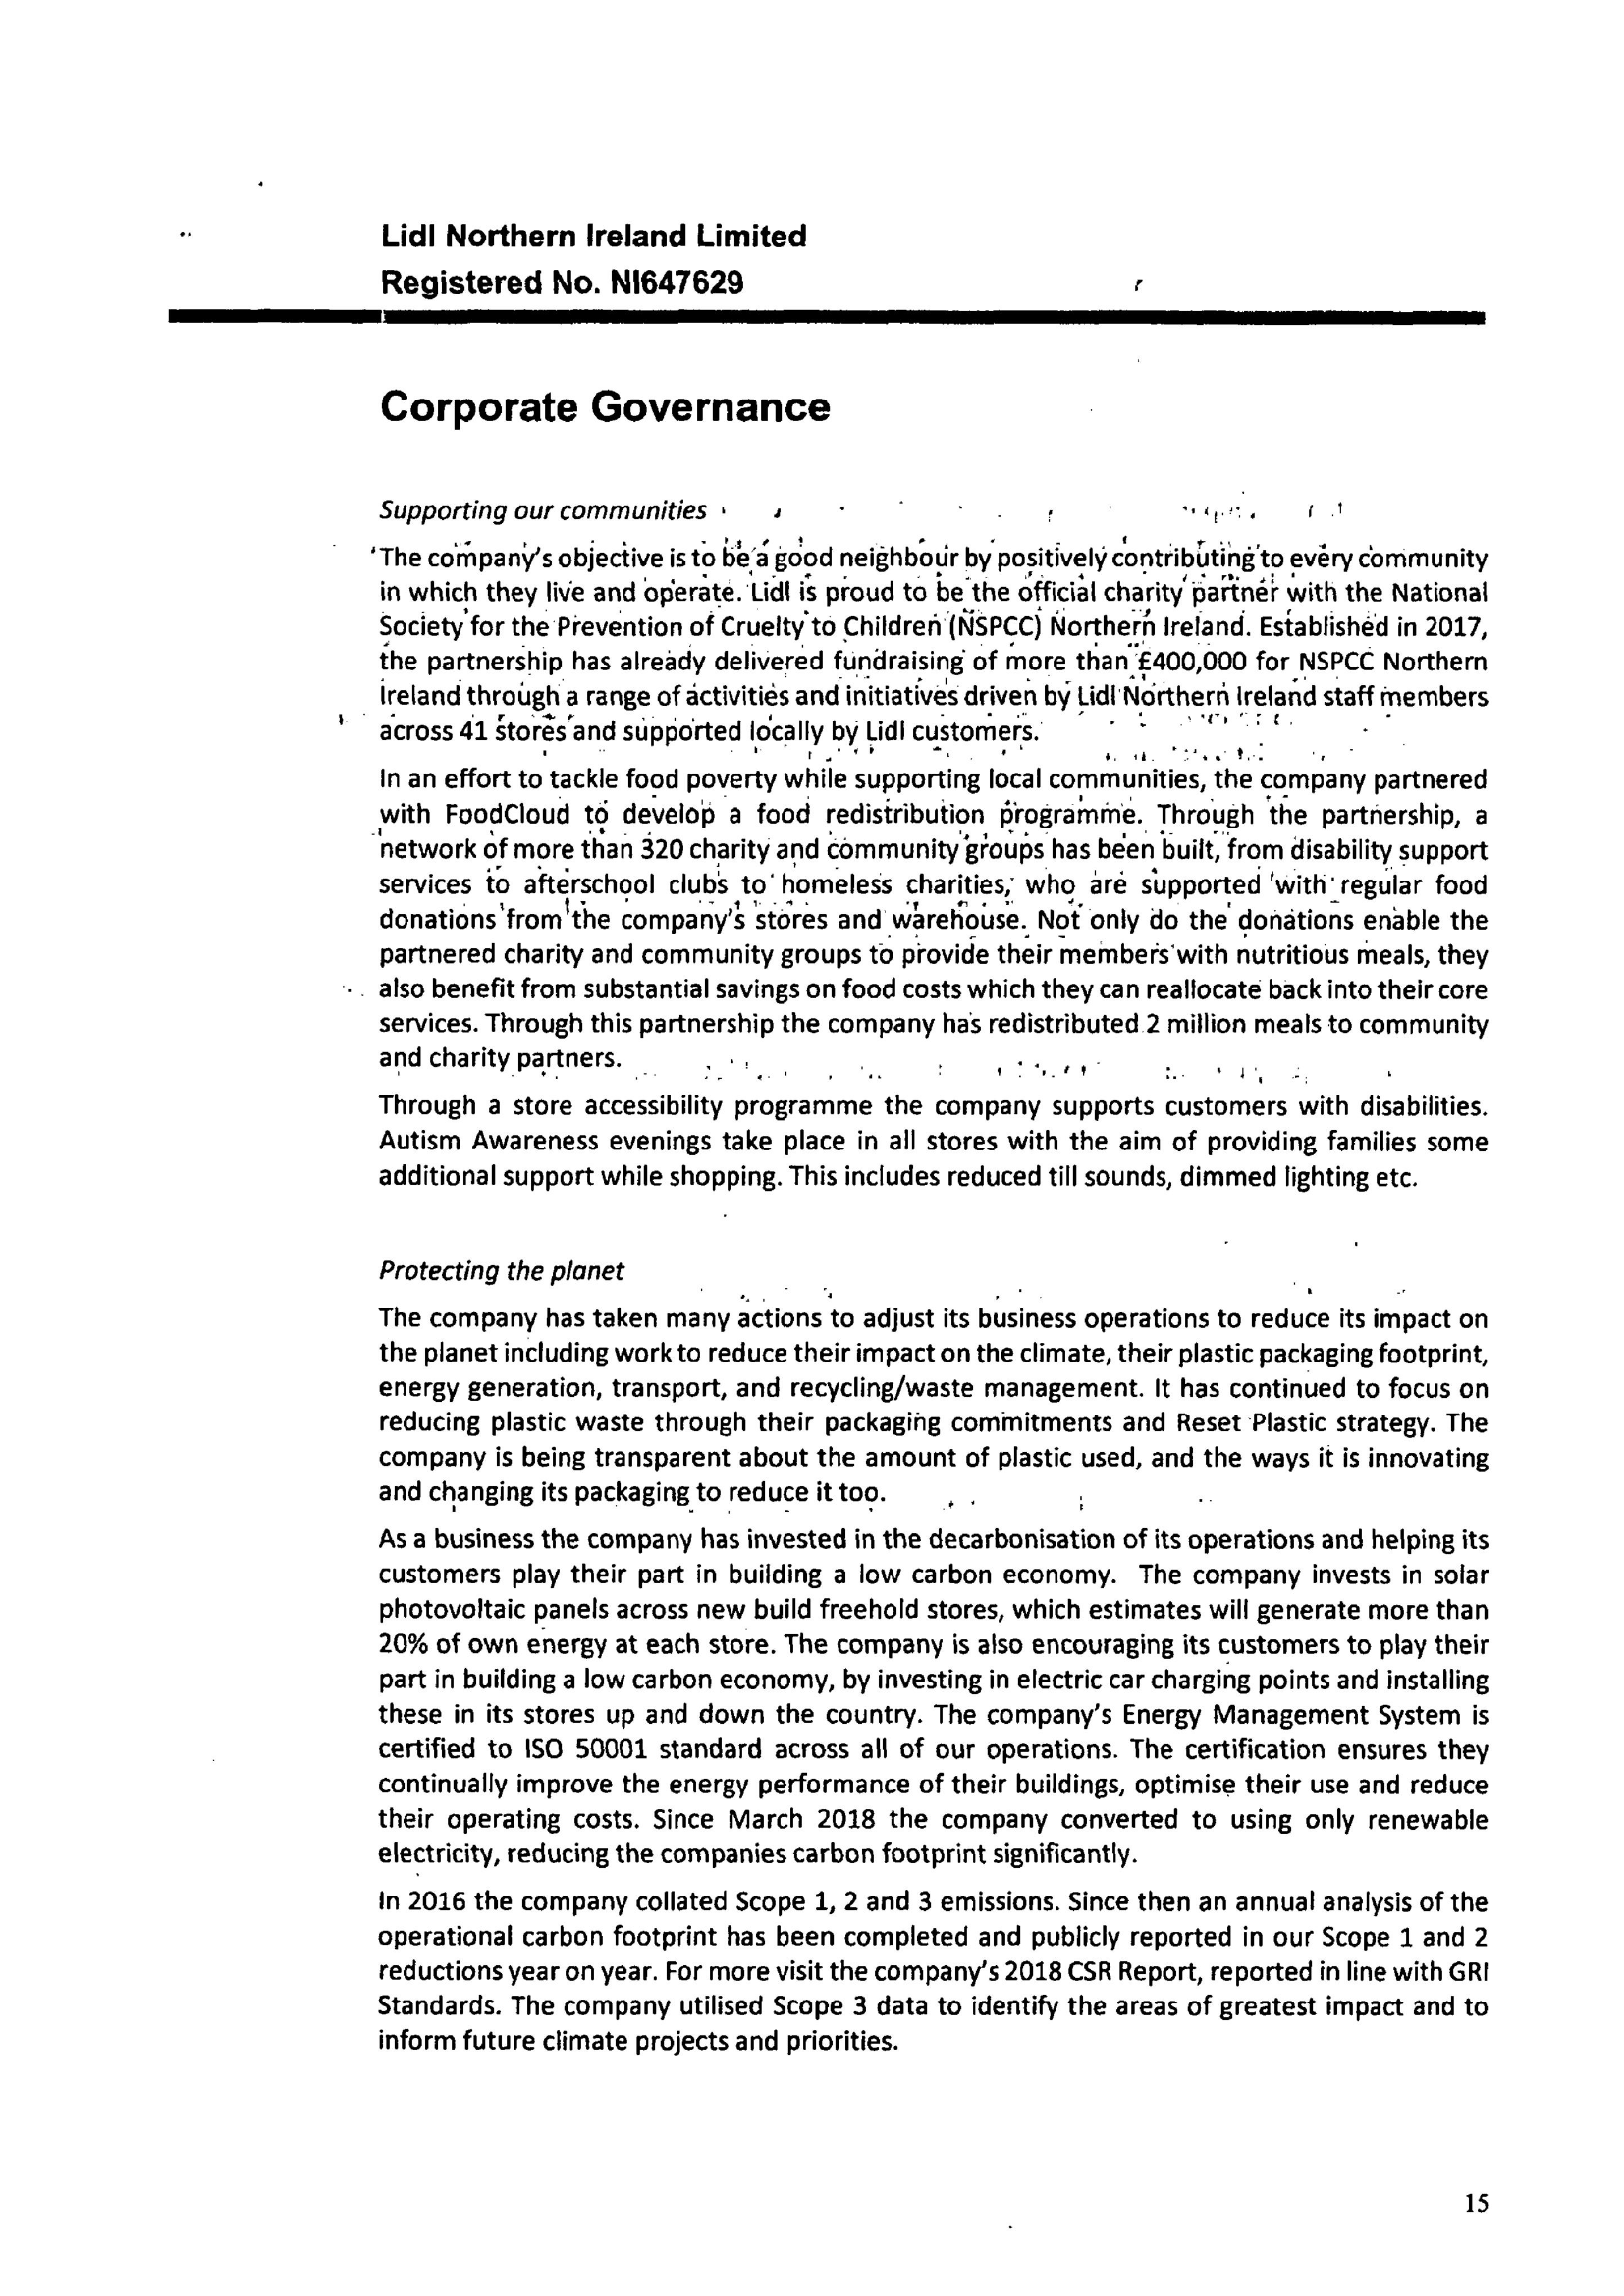 Lidl Northern Ireland Limited
Registered No. NI647629
Corporate Governance
Supporting our communities
The company's objective is to be a good neighbour by positively contributing to every community
in which they live and operate. Lidl is proud to be the official charity partner with the National
Society for the Prevention of Cruelty to Children (NSPCC) Northern Ireland. Established in 2017,
the partnership has already delivered fundraising of more than £400,000 for NSPCC Northern
Ireland through a range of activities and initiatives driven by Lidl Northern Ireland staff members
across 41 stores and supported locally by Lidl customers.
In an effort to tackle food poverty while supporting local communities, the company partnered
with FoodCloud to develop a food redistribution programme. Through the partnership, a
network of more than 320 charity and community groups has been built, from disability support
services to afterschool clubs to homeless charities, who are supported with regular food
donations from the company's stores and warehouse. Not only do the donations enable the
partnered charity and community groups to provide their members with nutritious meals, they
also benefit from substantial savings on food costs which they can reallocate back into their core
services. Through this partnership the company has redistributed 2 million meals to community
and charity partners.
Through a store accessibility programme the company supports customers with disabilities.
Autism Awareness evenings take place in all stores with the aim of providing families some
additional support while shopping. This includes reduced till sounds, dimmed lighting etc.
Protecting the planet
The company has taken many actions to adjust its business operations to reduce its impact on
the planet including work to reduce their impact on the climate, their plastic packaging footprint,
energy generation, transport, and recycling/waste management. It has continued to focus on
reducing plastic waste through their packaging commitments and Reset Plastic strategy. The
company is being transparent about the amount of plastic used, and the ways it is innovating
and changing its packaging to reduce it too.
As a business the company has invested in the decarbonisation of its operations and helping its
customers play their part in building a low carbon economy. The company invests in solar
photovoltaic panels across new build freehold stores, which estimates will generate more than
20% of own energy at each store. The company is also encouraging its customers to play their
part in building a low carbon economy, by investing in electric car charging points and installing
these in its stores up and down the country. The company's Energy Management System is
certified to ISO 50001 standard across all of our operations. The certification ensures they
continually improve the energy performance of their buildings, optimise their use and reduce
their operating costs. Since March 2018 the company converted to using only renewable
electricity, reducing the companies carbon footprint significantly.
In 2016 the company collated Scope 1, 2 and 3 emissions. Since then an annual analysis of the
operational carbon footprint has been completed and publicly reported in our Scope 1 and 2
reductions year on year. For more visit the company's 2018 CSR Report, reported in line with GRI
Standards. The company utilised Scope 3 data to identify the areas of greatest impact and to
inform future climate projects and priorities.
15